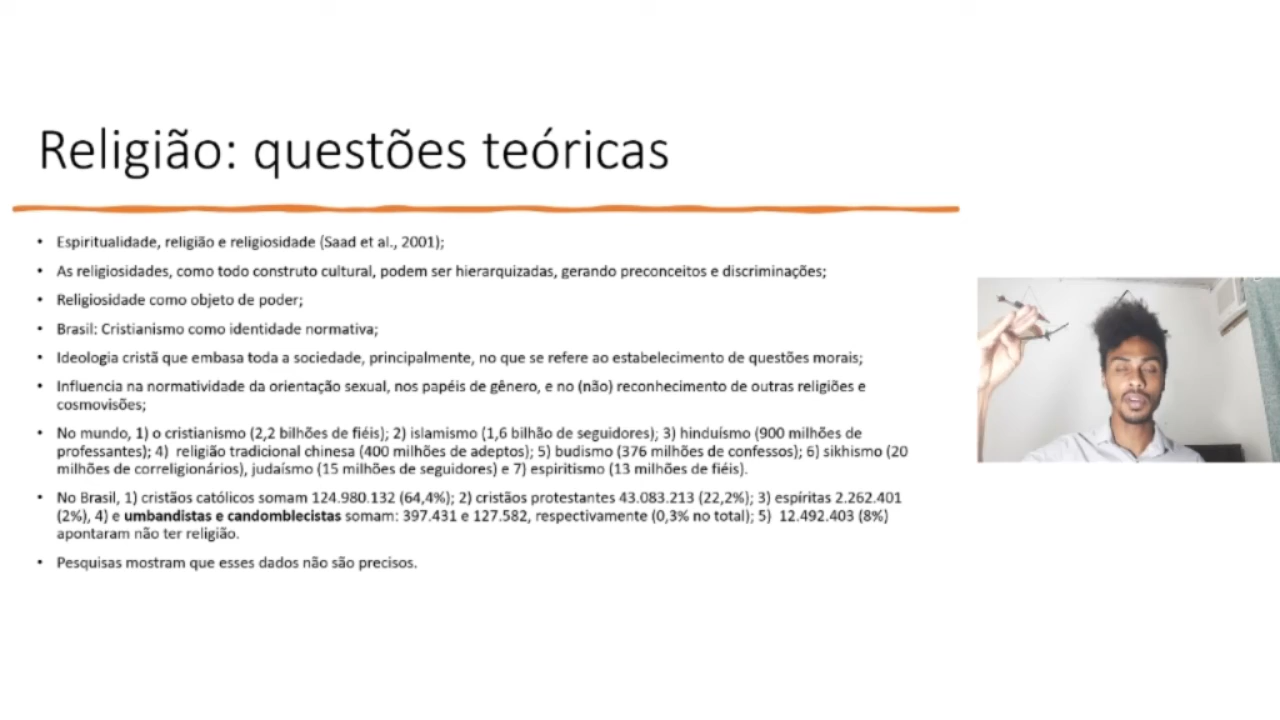 Religião: questões teóricas
• Espiritualidade, religião e religiosidade (Saad et al., 2001);
• As religiosidades, como todo construto cultural, podem ser hierarquizadas, gerando preconceitos e discriminações;
• Religiosidade como objeto de poder;
• Brasil: Cristianismo como identidade normativa;
• Ideologia cristã que embasa toda a sociedade, principalmente, no que se refere ao estabelecimento de questões morais;
• Influencia na normatividade da orientação sexual, nos papéis de gênero, e no (não) reconhecimento de outras religiões e
cosmovisões;
• No mundo, 1) o cristianismo (2,2 bilhões de fiéis); 2) islamismo (1,6 bilhão de seguidores); 3) hinduísmo (900 milhões de
professantes); 4) religião tradicional chinesa (400 milhões de adeptos); 5) budismo (376 milhões de confessos); 6) sikhismo (20
milhões de correligionários), judaísmo (15 milhões de seguidores) e 7) espiritismo (13 milhões de fiéis).
• No Brasil, 1) cristãos católicos somam 124.980.132 (64,4%); 2) cristãos protestantes 43.083.213 (22,2%); 3) espíritas 2.262.401
(2%), 4) e umbandistas e candomblecistas somam: 397.431 e 127.582, respectivamente (0,3% no total); 5) 12.492.403 (8%)
apontaram não ter religião.
• Pesquisas mostram que esses dados não são precisos.